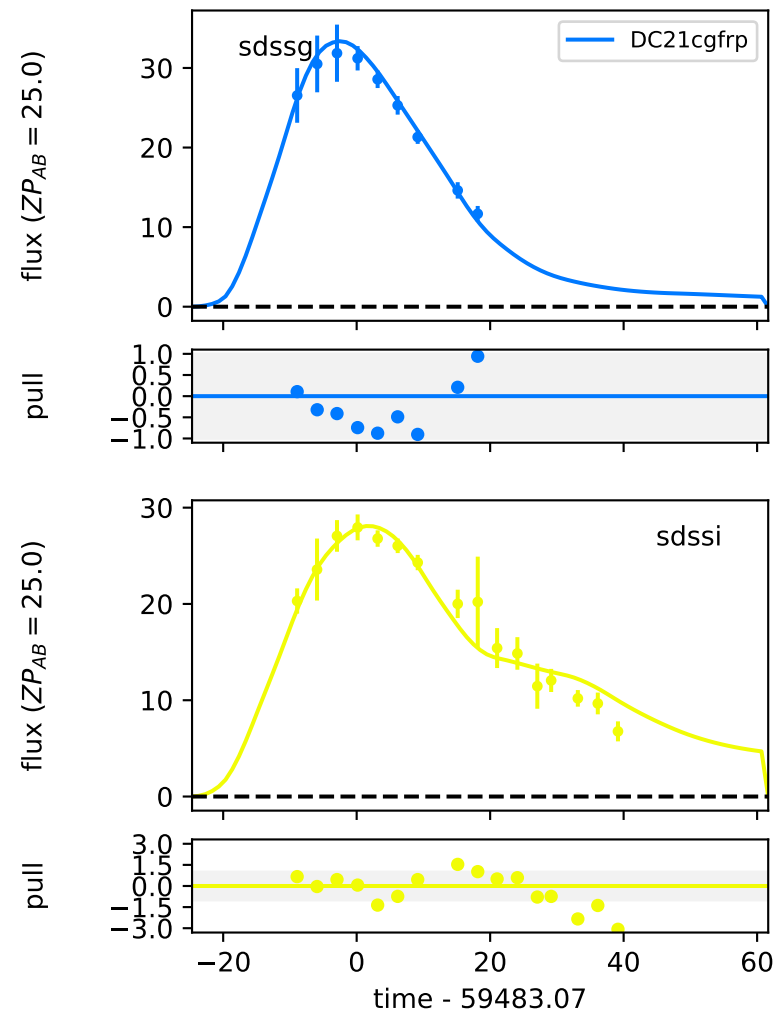 sdssg
DC21cgfrp
flux (ZP_AB = 25.0)
30
20
10
0
pull
1.0
0.5
0.0
−0.5
−1.0
sdssi
flux (ZP_AB = 25.0)
30
20
10
0
pull
3.0
1.5
0.0
−1.5
−3.0
−20 0 20 40 60
time - 59483.07